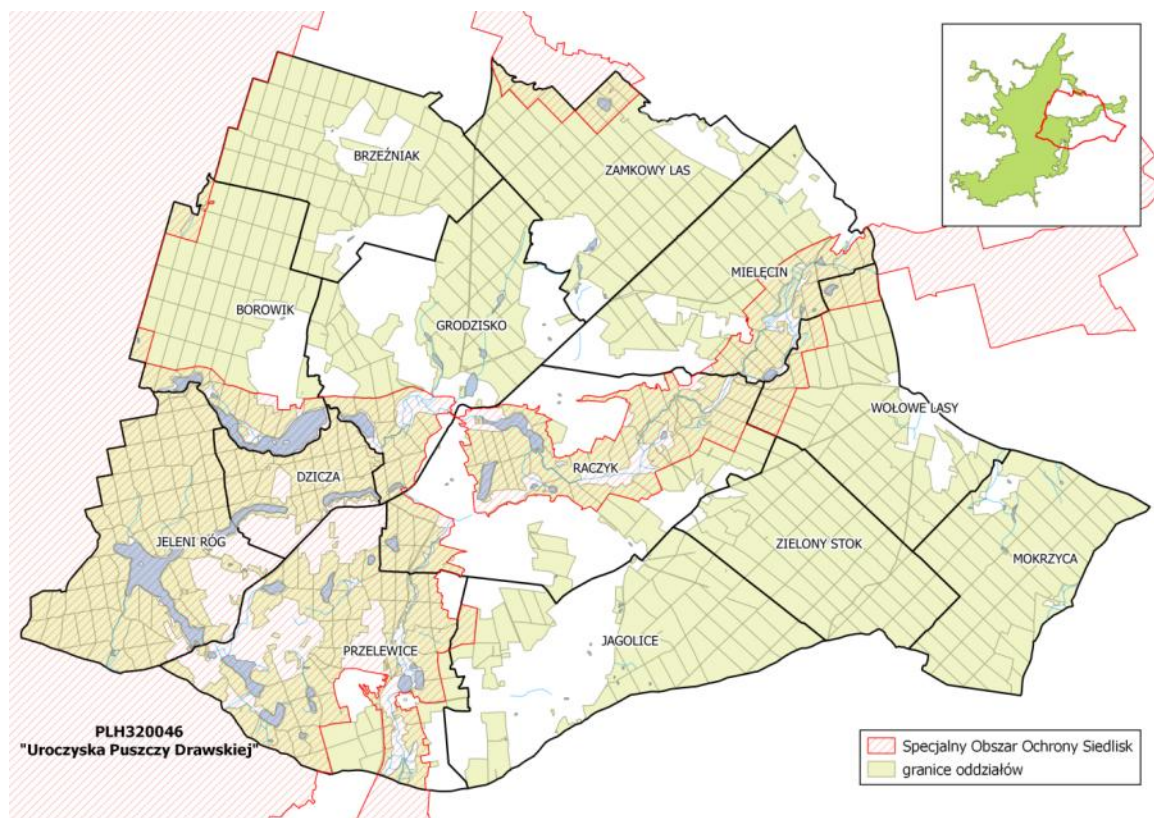 BRZEŹNIAK
ZAMKOWY LAS
MIELĘCIN
BOROWIK
GRODZISKO
WOŁOWE LASY
RACZYK
DZICZA
JELENI RÓG
ZIELONY STOK
MOKRZYCA
JAGOLICE
PRZELEWICE
PLH320046
"Uroczyska Puszczy Drawskiej"
Specjalny Obszar Ochrony Siedlisk
granice oddziałów